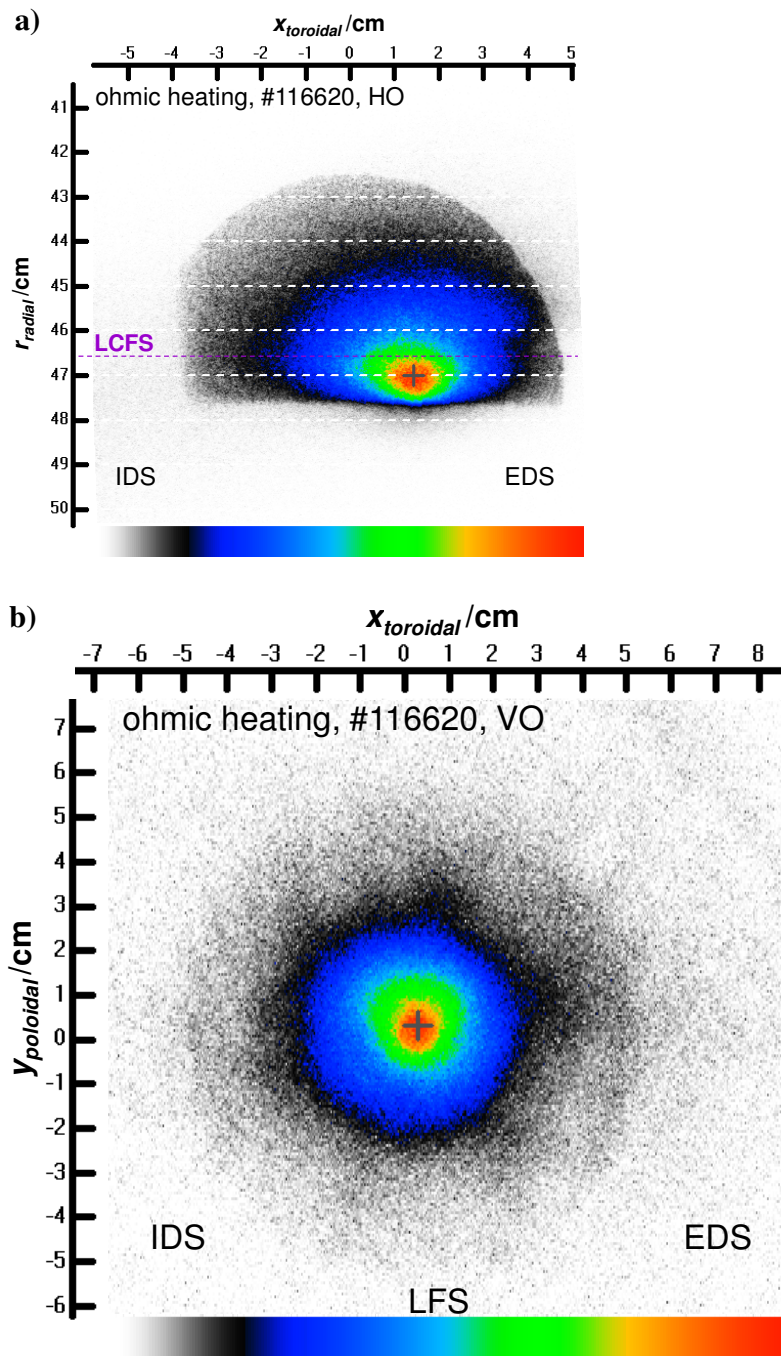 a)
x_toroidal /cm
-5 -4 -3 -2 -1 0 1 2 3 4 5
ohmic heating, #116620, HO
41
42
43
44
45
46
47
48
49
50
r_radial /cm
LCFS
IDS EDS
b)
x_toroidal /cm
-7 -6 -5 -4 -3 -2 -1 0 1 2 3 4 5 6 7 8
ohmic heating, #116620, VO
7
6
5
4
3
2
1
0
-1
-2
-3
-4
-5
-6
y_poloidal /cm
IDS EDS
LFS